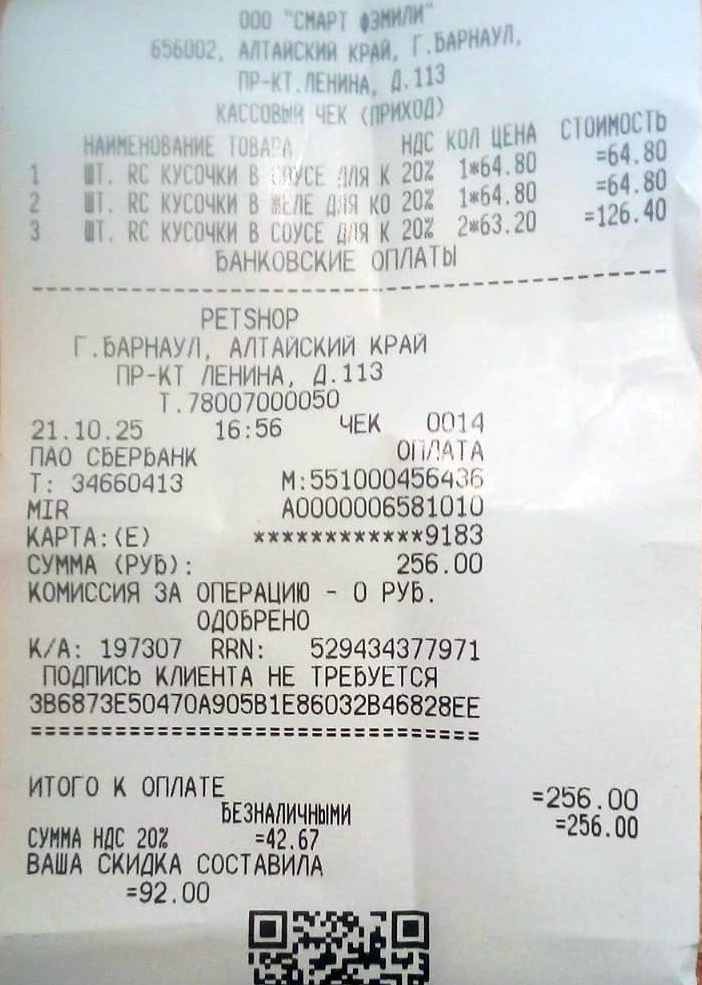 ООО "СМАРТ ФЭМИЛИ"
656002, АЛТАЙСКИЙ КРАЙ, Г.БАРНАУЛ,
ПР-КТ.ЛЕНИНА, Д.113
КАССОВЫЙ ЧЕК (ПРИХОД)
НАИМЕНОВАНИЕ ТОВАРА НДС КОЛ ЦЕНА СТОИМОСТЬ
1 ШТ. RC КУСОЧКИ В СОУСЕ ДЛЯ К 20% 1*64.80 =64.80
2 ШТ. RC КУСОЧКИ В ЖЕЛЕ ДЛЯ КО 20% 1*64.80 =64.80
3 ШТ. RC КУСОЧКИ В СОУСЕ ДЛЯ К 20% 2*63.20 =126.40
БАНКОВСКИЕ ОПЛАТЫ
PETSHOP
Г.БАРНАУЛ, АЛТАЙСКИЙ КРАЙ
ПР-КТ ЛЕНИНА, Д.113
Т.78007000050
21.10.25 16:56 ЧЕК 0014
ПАО СБЕРБАНК ОПЛАТА
Т: 34660413 М:551000456436
MIR A0000006581010
КАРТА:(E) ************9183
СУММА (РУБ): 256.00
КОМИССИЯ ЗА ОПЕРАЦИЮ - 0 РУБ.
ОДОБРЕНО
К/А: 197307 RRN: 529434377971
ПОДПИСЬ КЛИЕНТА НЕ ТРЕБУЕТСЯ
3B6873E50470A905B1E86032B46828EE
================================
ИТОГО К ОПЛАТЕ =256.00
БЕЗНАЛИЧНЫМИ =256.00
СУММА НДС 20% =42.67
ВАША СКИДКА СОСТАВИЛА
=92.00